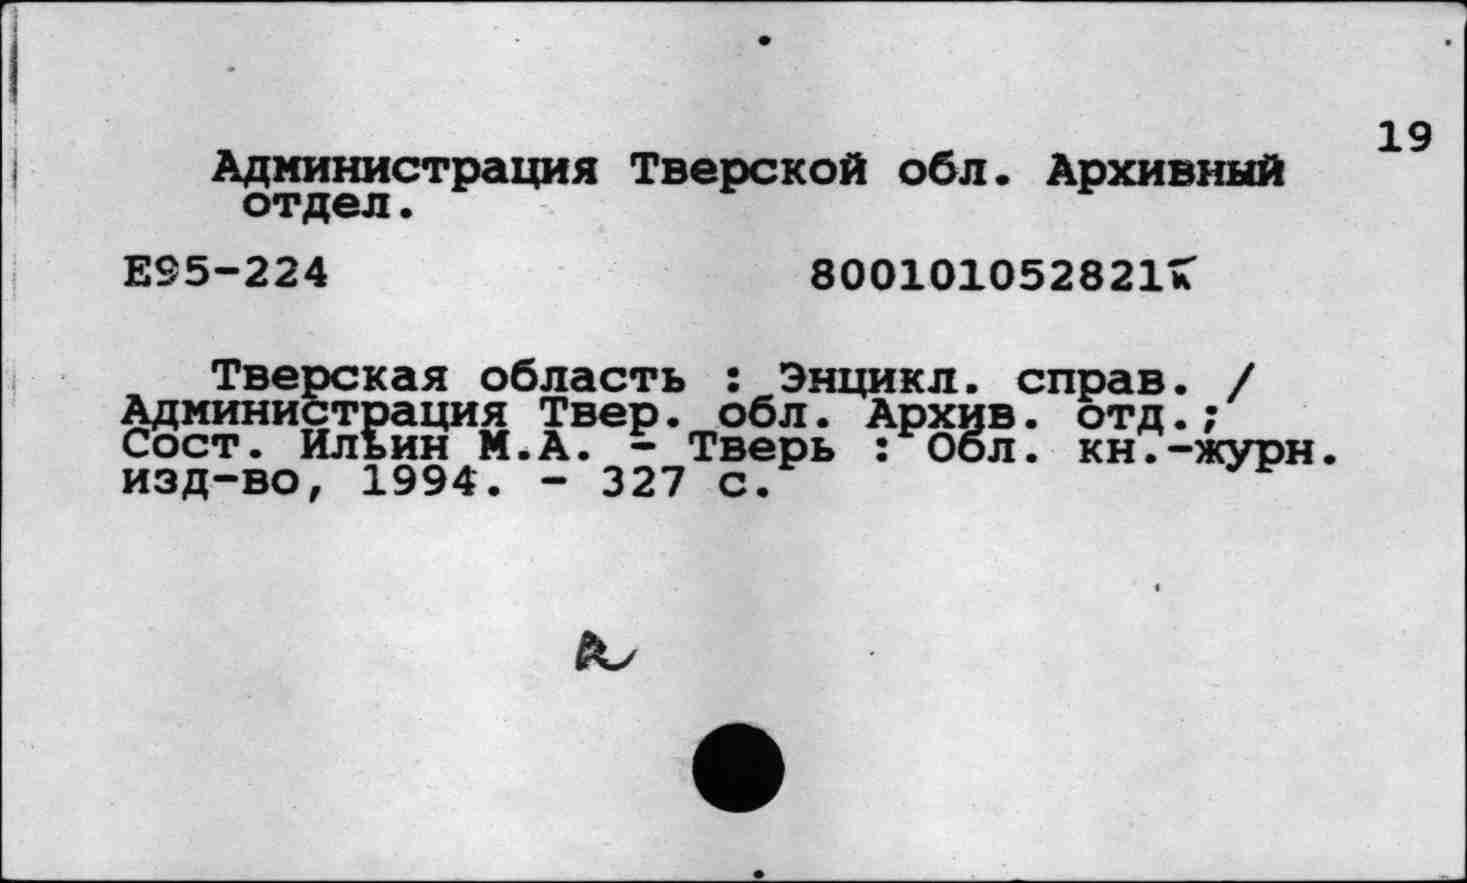 19
Администрация Тверской обл. Архивный
отдел.
Е95-224 800101052821К
Тверская область : Энцикл. справ. /
Администрация Твер. обл. Архив. отд.;
Сост. Ильин М.А. - Тверь : Обл. кн.-журн.
изд-во, 1994. - 327 с.